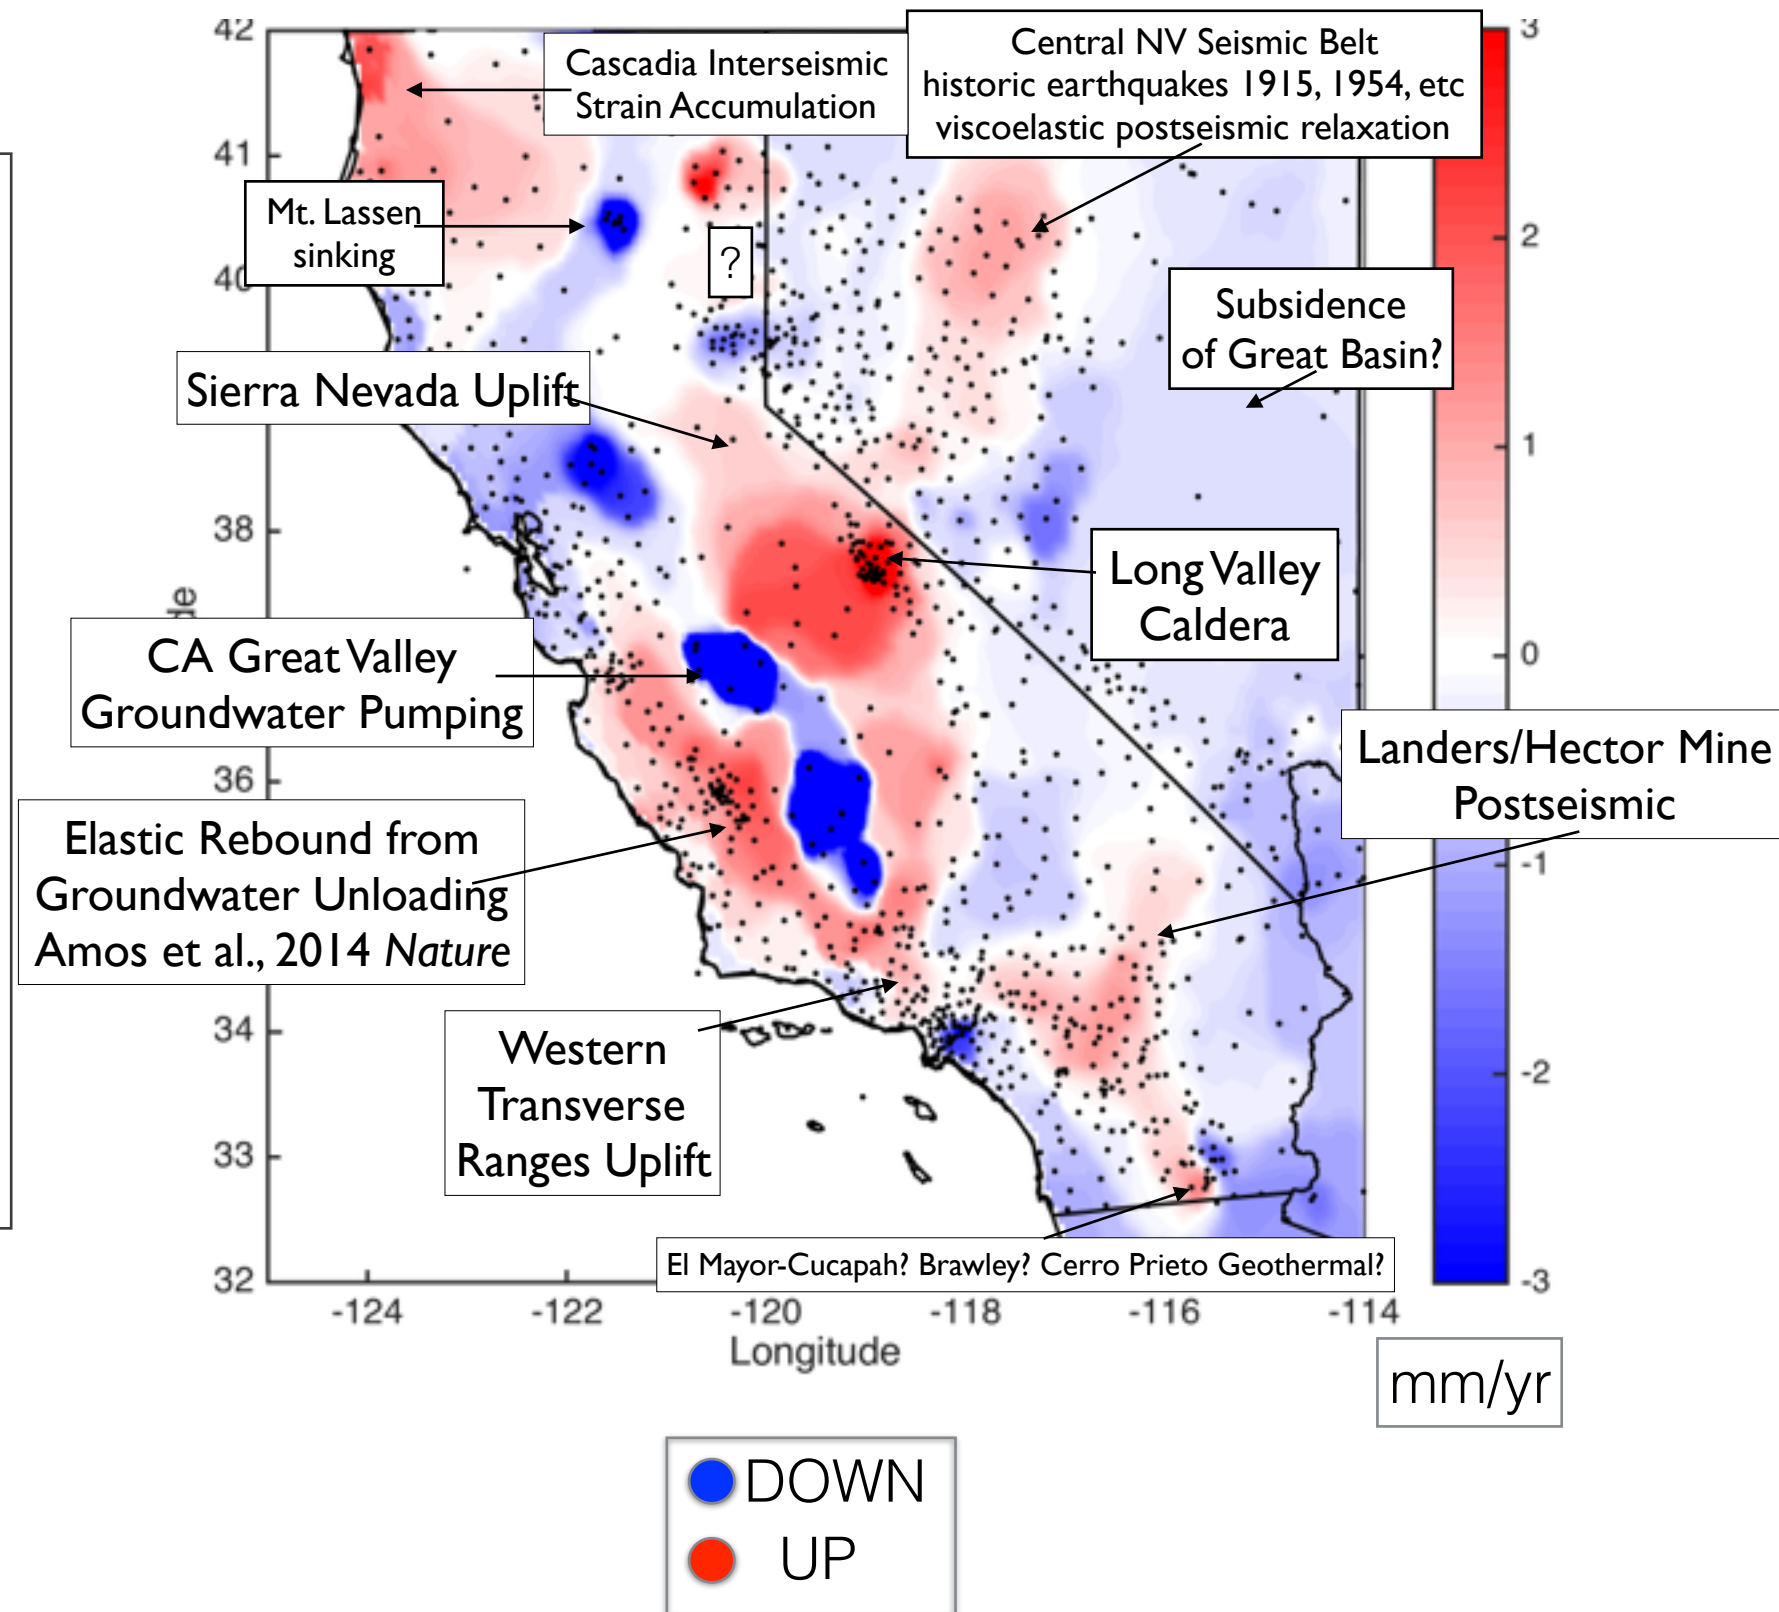 42
41
40
38
36
34
33
32
de
-124
-122
-120
-118
-116
-114
Longitude
3
2
1
0
-1
-2
-3
mm/yr
Cascadia Interseismic
Strain Accumulation
Central NV Seismic Belt
historic earthquakes 1915, 1954, etc
viscoelastic postseismic relaxation
Mt. Lassen
sinking
?
Subsidence
of Great Basin?
Sierra Nevada Uplift
Long Valley
Caldera
CA Great Valley
Groundwater Pumping
Landers/Hector Mine
Postseismic
Elastic Rebound from
Groundwater Unloading
Amos et al., 2014 Nature
Western
Transverse
Ranges Uplift
El Mayor-Cucapah? Brawley? Cerro Prieto Geothermal?
DOWN
UP